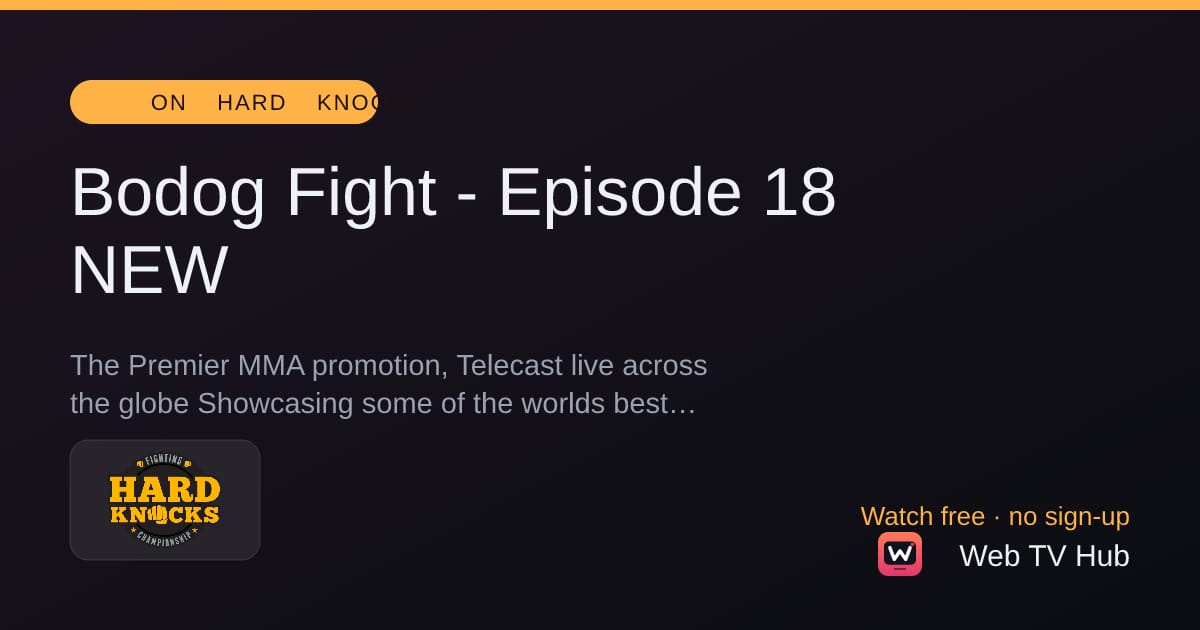 ON HARD KNOC
Bodog Fight - Episode 18
NEW
The Premier MMA promotion, Telecast live across
the globe Showcasing some of the worlds best…
FIGHTING
HARD
KNOCKS
CHAMPIONSHIP
Watch free · no sign-up
W Web TV Hub